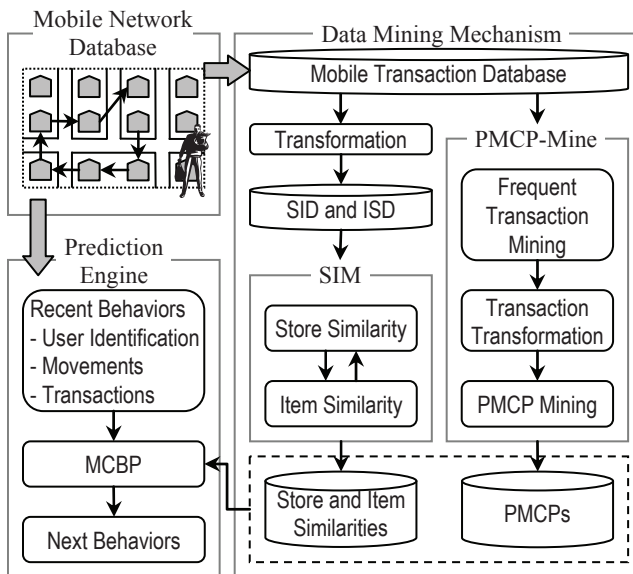 Mobile Network
Database
Data Mining Mechanism
Mobile Transaction Database
Transformation
SID and ISD
SIM
Store Similarity
Item Similarity
PMCP-Mine
Frequent
Transaction
Mining
Transaction
Transformation
PMCP Mining
Prediction
Engine
Recent Behaviors
- User Identification
- Movements
- Transactions
MCBP
Next Behaviors
Store and Item
Similarities
PMCPs